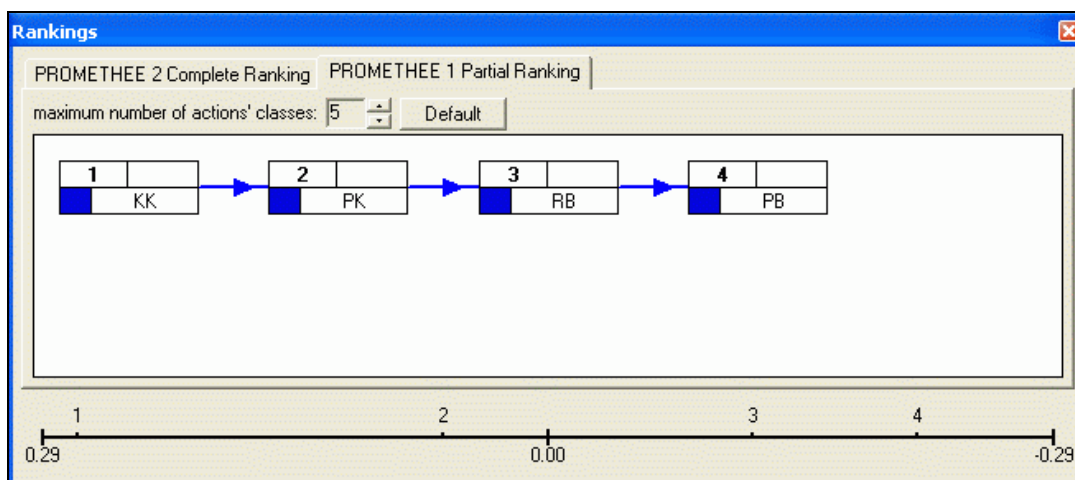 Rankings
PROMETHEE 2 Complete Ranking PROMETHEE 1 Partial Ranking
maximum number of actions' classes: 5 Default
1 2 3 4
KK PK RB PB
1 2 3 4
0.29 0.00 -0.29